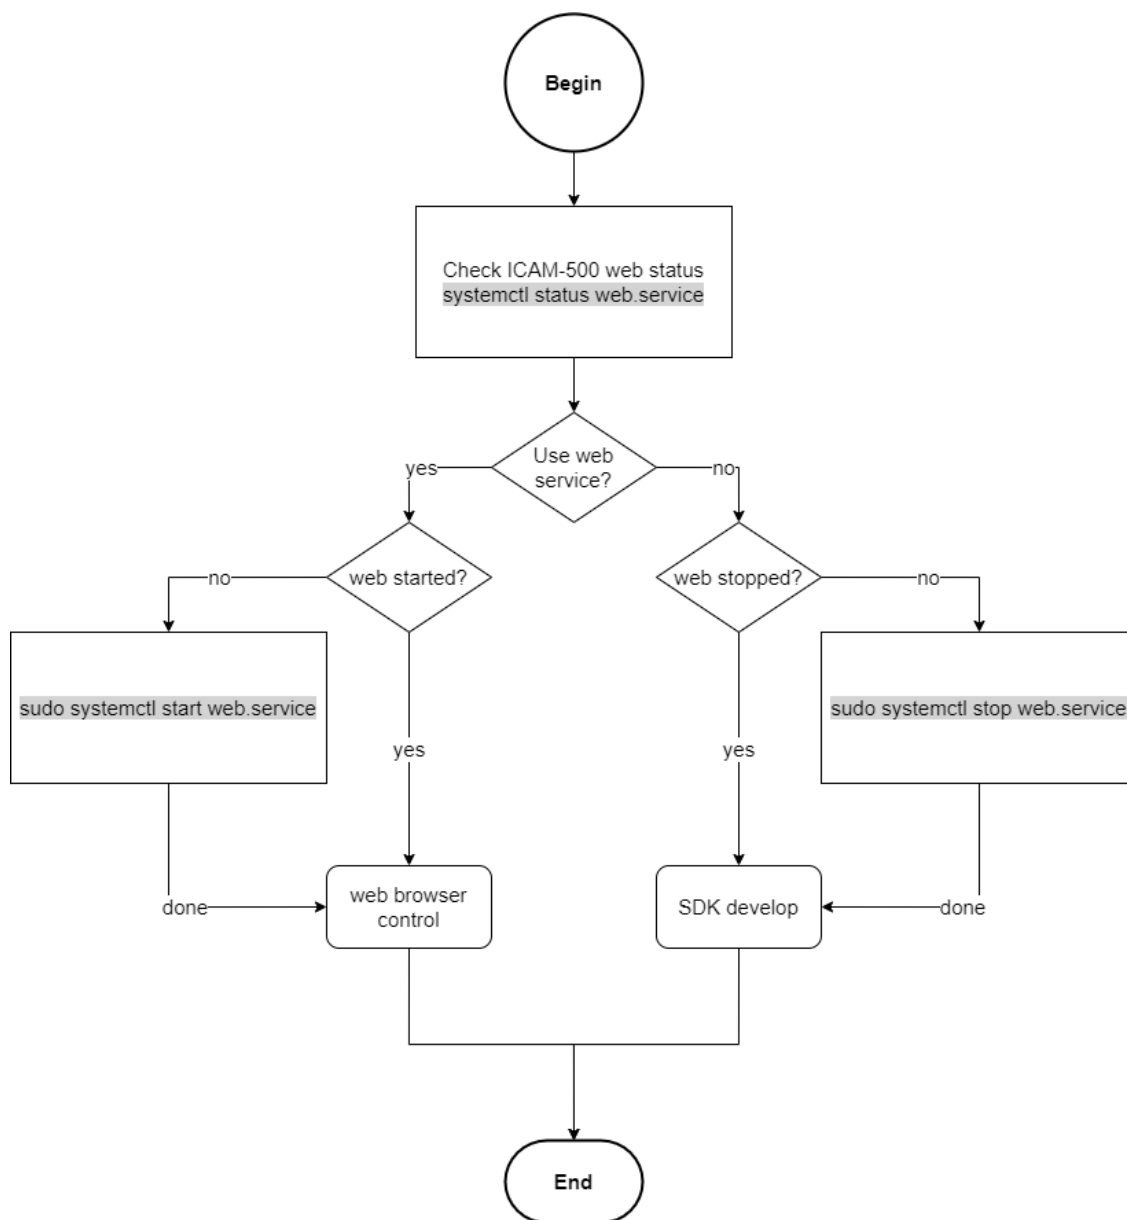 Begin
Check ICAM-500 web status
systemctl status web.service
Use web
service?
yes
no
web started?
web stopped?
no
no
sudo systemctl start web.service
sudo systemctl stop web.service
yes
yes
web browser
control
SDK develop
done
done
End